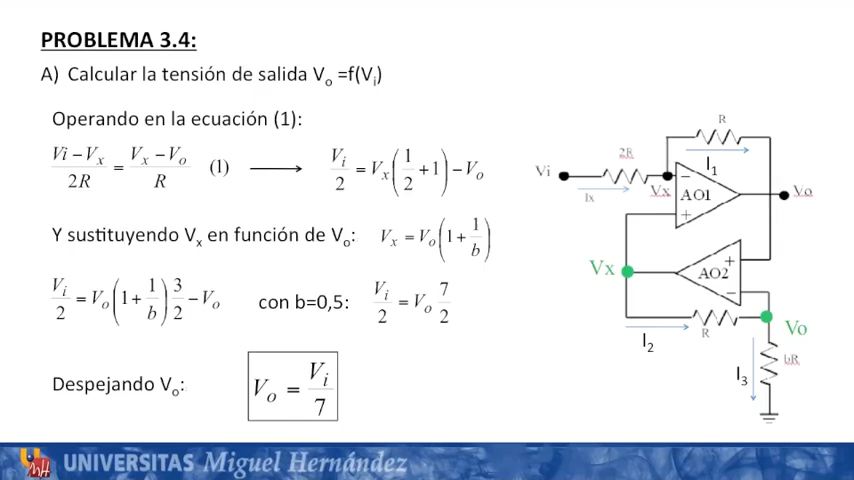 PROBLEMA 3.4:
A) Calcular la tensión de salida Vo =f(Vi)
Operando en la ecuación (1):
(Vi − Vx)/2R = (Vx − Vo)/R (1) ⟶ Vi/2 = Vx(1/2 + 1) − Vo
Y sustituyendo Vx en función de Vo: Vx = Vo(1 + 1/b)
Vi/2 = Vo(1 + 1/b) 3/2 − Vo con b=0,5: Vi/2 = Vo 7/2
Despejando Vo: Vo = Vi/7
R
I1
2R
Vi
Ix
Vx
−
AO1
+
Vo
Vx
AO2
+
−
I2
R
Vo
I3
bR
UNIVERSITAS Miguel Hernández
UMH